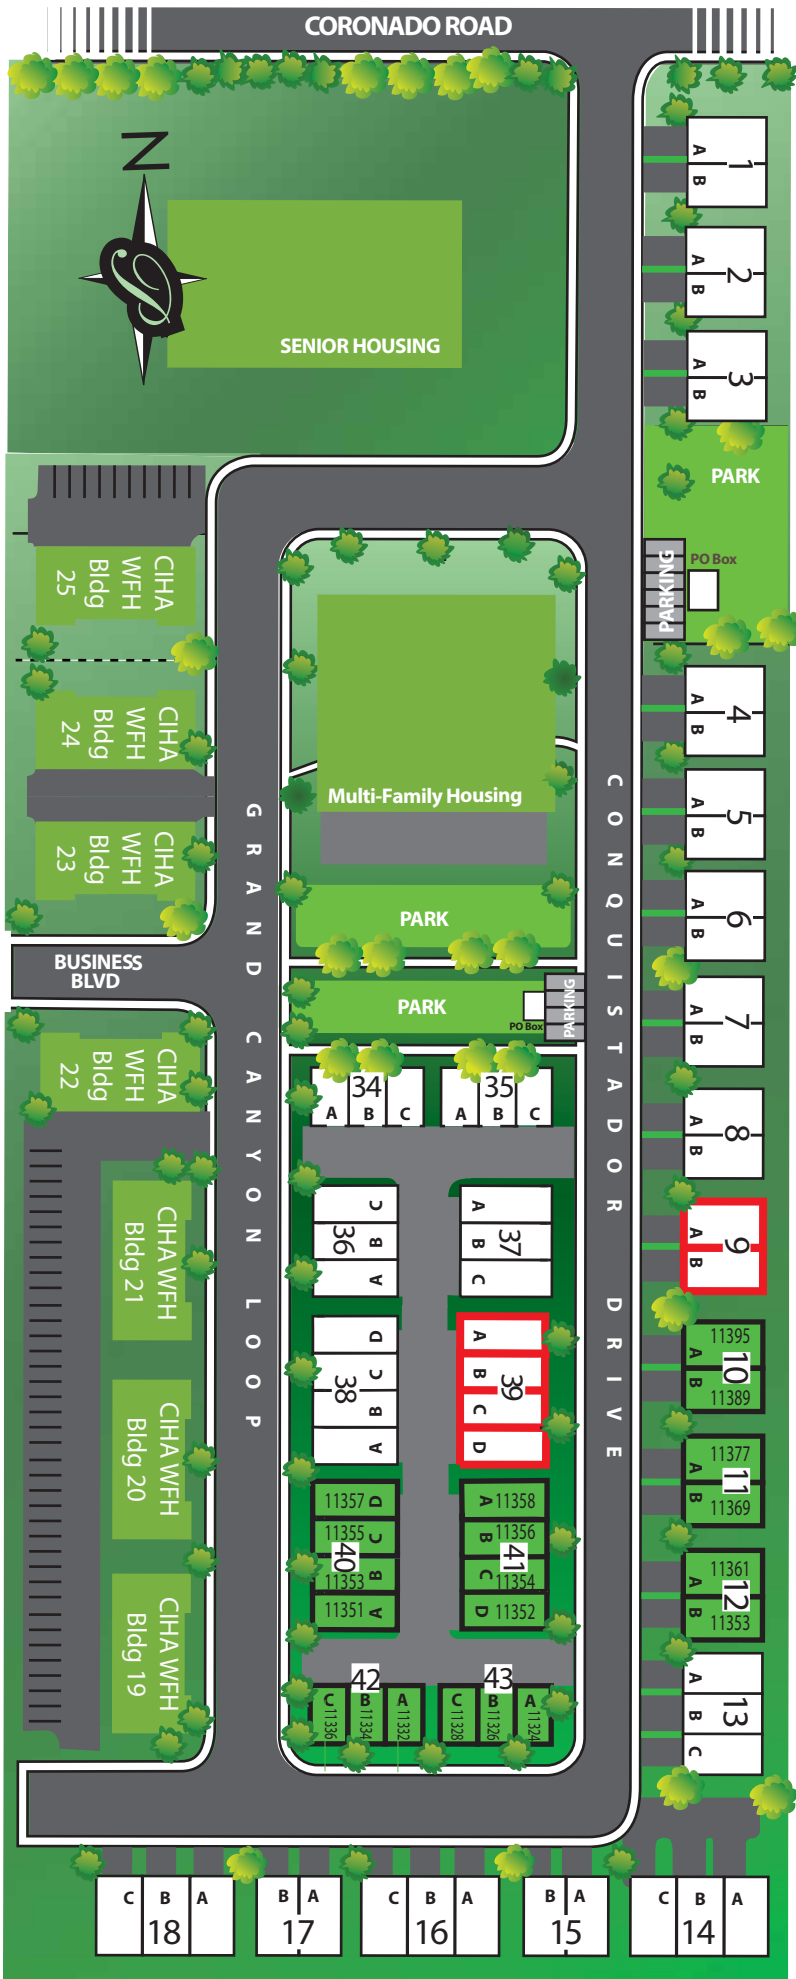 CORONADO ROAD
N
SENIOR HOUSING
1
A
B
2
A
B
3
A
B
PARK
PO Box
PARKING
CIHA
WFH
Bldg
25
CIHA
WFH
Bldg
24
CIHA
WFH
Bldg
23
Multi-Family Housing
PARK
4
A
B
5
A
B
6
A
B
7
A
B
8
A
B
9
A
B
GRAND CANYON LOOP
CONQUISTADOR DRIVE
BUSINESS
BLVD
PARK
PO Box
PARKING
CIHA
WFH
Bldg
22
34
A B C
35
A B C
36
C
B
A
37
A
B
C
38
D
C
B
A
39
A
B
C
D
CIHA WFH
Bldg 21
CIHA WFH
Bldg 20
CIHA WFH
Bldg 19
11357 D
11355 C
40
11353 B
11351 A
A 11358
B 11356
41
C 11354
D 11352
42
C 11336
B 11334
A 11332
43
C 11328
B 11326
A 11324
11395
A
10
B
11389
11377
A
11
B
11369
11361
A
12
B
11353
13
A
B
C
C B A
18
B A
17
C B A
16
B A
15
C B A
14